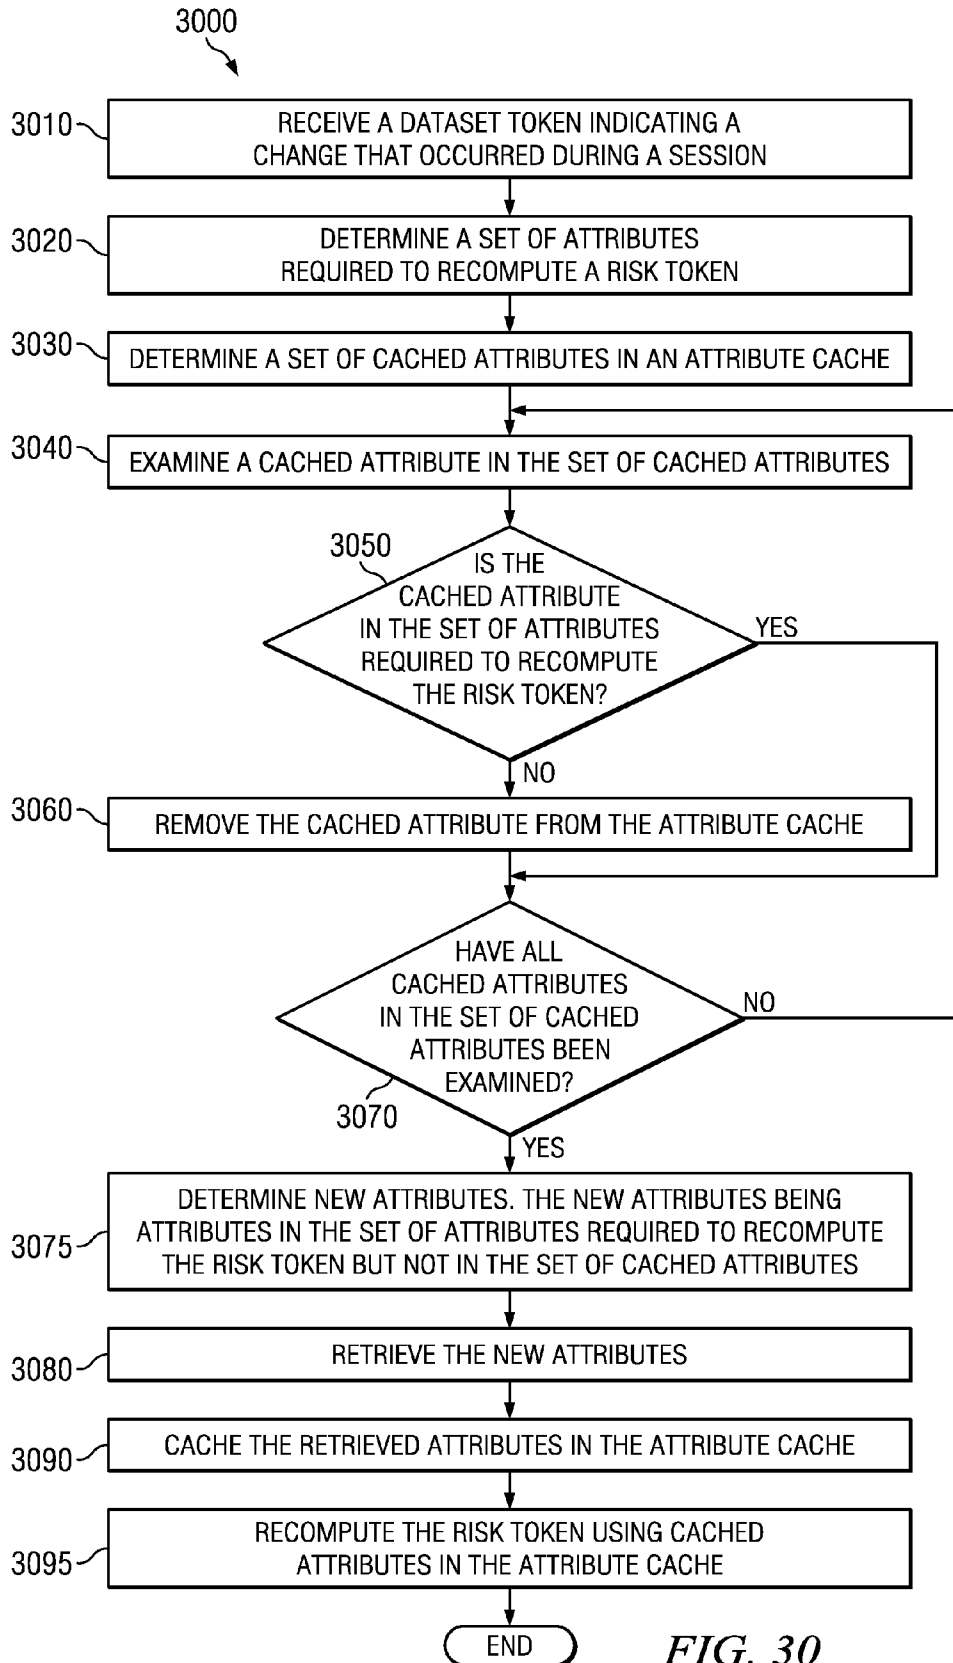 3000
3010
RECEIVE A DATASET TOKEN INDICATING A
CHANGE THAT OCCURRED DURING A SESSION
3020
DETERMINE A SET OF ATTRIBUTES
REQUIRED TO RECOMPUTE A RISK TOKEN
3030
DETERMINE A SET OF CACHED ATTRIBUTES IN AN ATTRIBUTE CACHE
3040
EXAMINE A CACHED ATTRIBUTE IN THE SET OF CACHED ATTRIBUTES
3050
IS THE
CACHED ATTRIBUTE
IN THE SET OF ATTRIBUTES
REQUIRED TO RECOMPUTE
THE RISK TOKEN?
YES
NO
3060
REMOVE THE CACHED ATTRIBUTE FROM THE ATTRIBUTE CACHE
HAVE ALL
CACHED ATTRIBUTES
IN THE SET OF CACHED
ATTRIBUTES BEEN
EXAMINED?
NO
3070
YES
3075
DETERMINE NEW ATTRIBUTES. THE NEW ATTRIBUTES BEING
ATTRIBUTES IN THE SET OF ATTRIBUTES REQUIRED TO RECOMPUTE
THE RISK TOKEN BUT NOT IN THE SET OF CACHED ATTRIBUTES
3080
RETRIEVE THE NEW ATTRIBUTES
3090
CACHE THE RETRIEVED ATTRIBUTES IN THE ATTRIBUTE CACHE
3095
RECOMPUTE THE RISK TOKEN USING CACHED
ATTRIBUTES IN THE ATTRIBUTE CACHE
END
FIG. 30